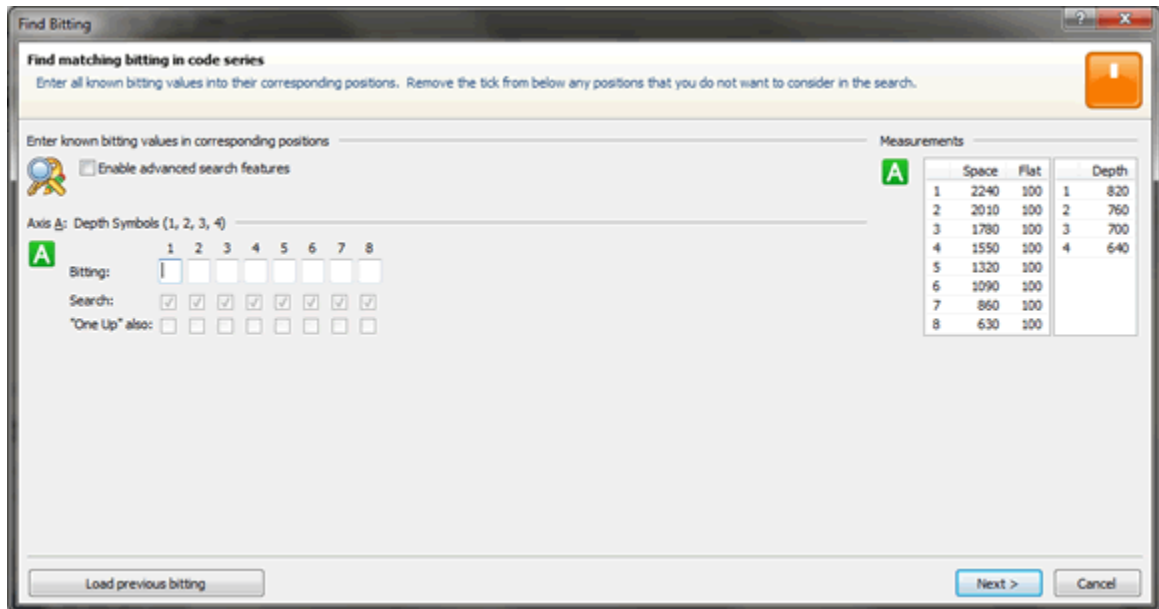 Find Bitting
Find matching bitting in code series
Enter all known bitting values into their corresponding positions. Remove the tick from below any positions that you do not want to consider in the search.
Enter known bitting values in corresponding positions
Enable advanced search features
Axis A: Depth Symbols (1, 2, 3, 4)
A
1 2 3 4 5 6 7 8
Bitting:
Search:
"One Up" also:
Measurements
A
Space Flat Depth
1 2240 100 1 820
2 2010 100 2 760
3 1780 100 3 700
4 1550 100 4 640
5 1320 100
6 1090 100
7 860 100
8 630 100
Load previous bitting
Next >
Cancel